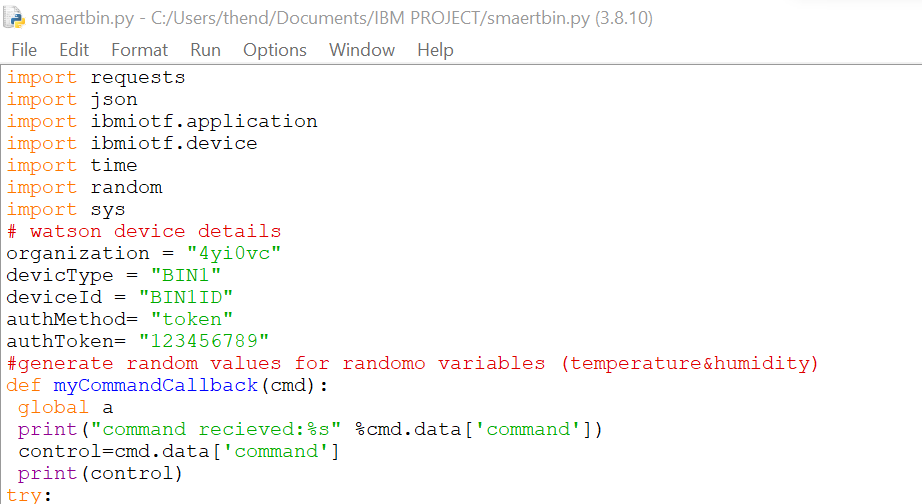 smaertbin.py - C:/Users/thend/Documents/IBM PROJECT/smaertbin.py (3.8.10)
File Edit Format Run Options Window Help
import requests
import json
import ibmiotf.application
import ibmiotf.device
import time
import random
import sys
# watson device details
organization = "4yi0vc"
devicType = "BIN1"
deviceId = "BIN1ID"
authMethod= "token"
authToken= "123456789"
#generate random values for randomo variables (temperature&humidity)
def myCommandCallback(cmd):
 global a
 print("command recieved:%s" %cmd.data['command'])
 control=cmd.data['command']
 print(control)
try: